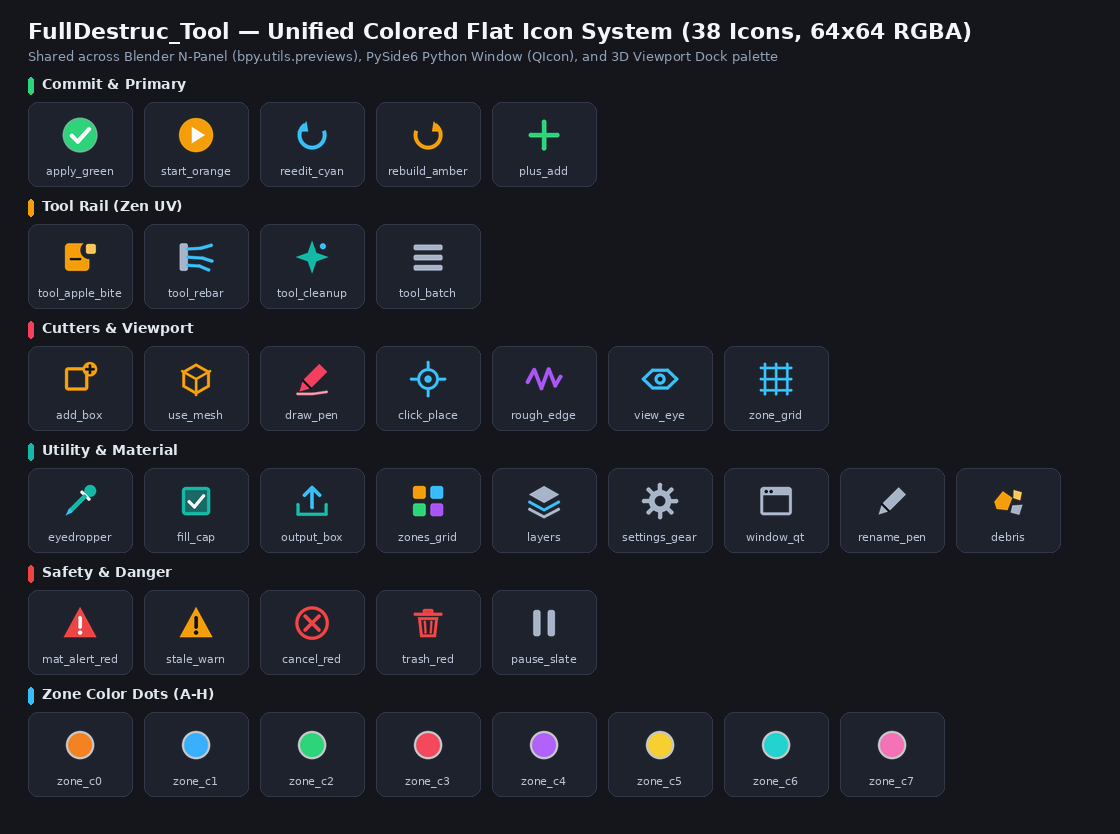 FullDestruc_Tool — Unified Colored Flat Icon System (38 Icons, 64x64 RGBA)
Shared across Blender N-Panel (bpy.utils.previews), PySide6 Python Window (QIcon), and 3D Viewport Dock palette
Commit & Primary
apply_green start_orange reedit_cyan rebuild_amber plus_add
Tool Rail (Zen UV)
tool_apple_bite tool_rebar tool_cleanup tool_batch
Cutters & Viewport
add_box use_mesh draw_pen click_place rough_edge view_eye zone_grid
Utility & Material
eyedropper fill_cap output_box zones_grid layers settings_gear window_qt rename_pen debris
Safety & Danger
mat_alert_red stale_warn cancel_red trash_red pause_slate
Zone Color Dots (A-H)
zone_c0 zone_c1 zone_c2 zone_c3 zone_c4 zone_c5 zone_c6 zone_c7